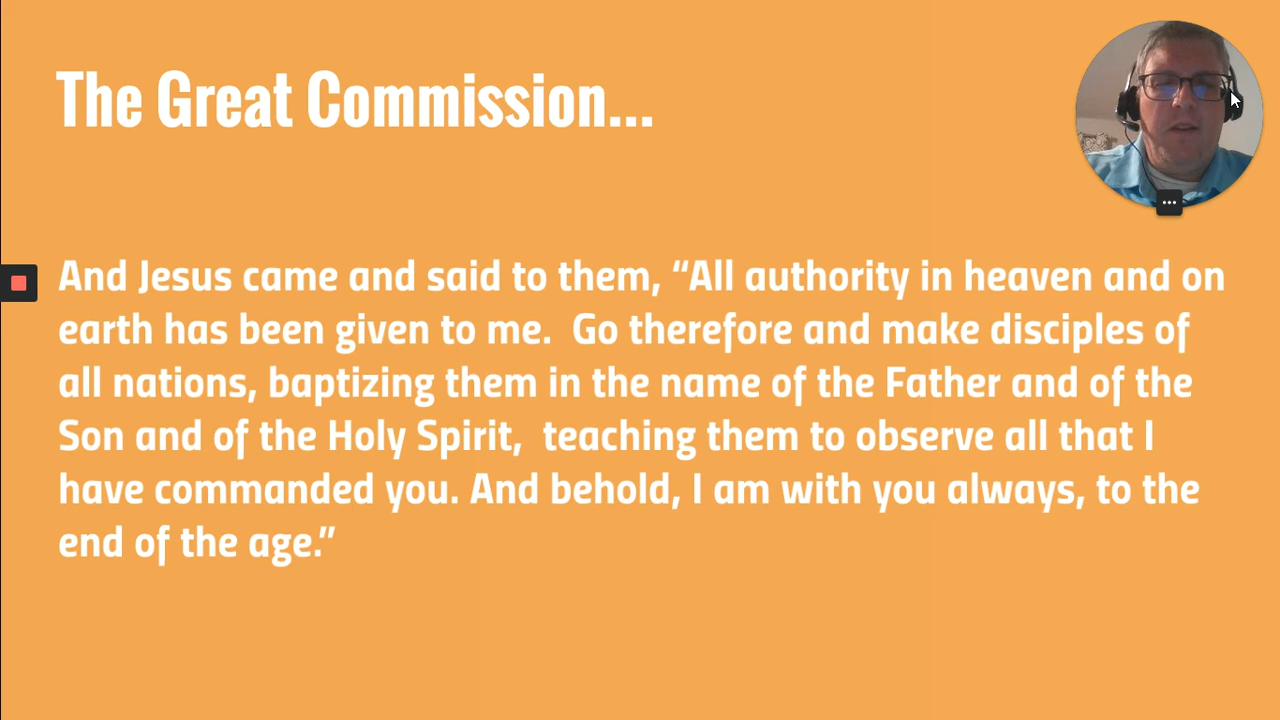 The Great Commission...
And Jesus came and said to them, “All authority in heaven and on
earth has been given to me.  Go therefore and make disciples of
all nations, baptizing them in the name of the Father and of the
Son and of the Holy Spirit,  teaching them to observe all that I
have commanded you. And behold, I am with you always, to the
end of the age.”